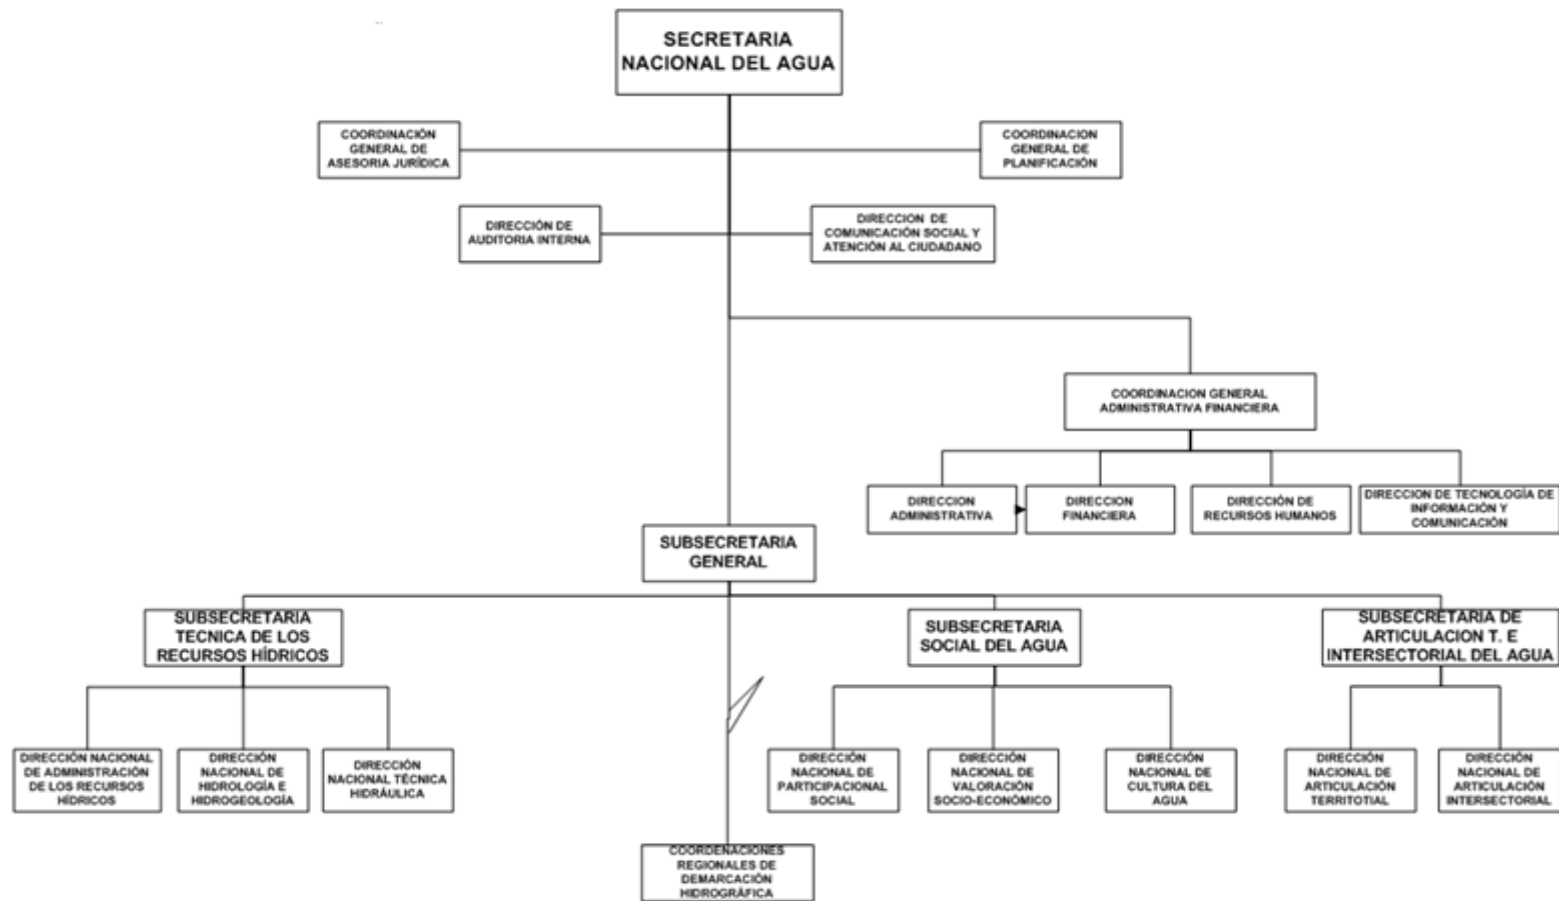 SECRETARIA
NACIONAL DEL AGUA
COORDINACIÓN
GENERAL DE
ASESORIA JURÍDICA
COORDINACION
GENERAL DE
PLANIFICACIÓN
DIRECCIÓN DE
AUDITORIA INTERNA
DIRECCION DE
COMUNICACIÓN SOCIAL Y
ATENCIÓN AL CIUDADANO
COORDINACION GENERAL
ADMINISTRATIVA FINANCIERA
DIRECCION
ADMINISTRATIVA
DIRECCION
FINANCIERA
DIRECCIÓN DE
RECURSOS HUMANOS
DIRECCION DE TECNOLOGÍA DE
INFORMACIÓN Y
COMUNICACIÓN
SUBSECRETARIA
GENERAL
SUBSECRETARIA
TECNICA DE LOS
RECURSOS HÍDRICOS
SUBSECRETARIA
SOCIAL DEL AGUA
SUBSECRETARIA DE
ARTICULACION T. E
INTERSECTORIAL DEL AGUA
DIRECCIÓN NACIONAL
DE ADMINISTRACIÓN
DE LOS RECURSOS
HÍDRICOS
DIRECCIÓN
NACIONAL DE
HIDROLOGÍA E
HIDROGEOLOGÍA
DIRECCIÓN
NACIONAL TÉCNICA
HIDRÁULICA
DIRECCIÓN
NACIONAL DE
PARTICIPACIONAL
SOCIAL
DIRECCIÓN
NACIONAL DE
VALORACIÓN
SOCIO-ECONÓMICO
DIRECCIÓN
NACIONAL DE
CULTURA DEL
AGUA
DIRECCIÓN
NACIONAL DE
ARTICULACIÓN
TERRITOTIAL
DIRECCIÓN
NACIONAL DE
ARTICULACIÓN
INTERSECTORIAL
COORDENACIONES
REGIONALES DE
DEMARCACIÓN
HIDROGRÁFICA